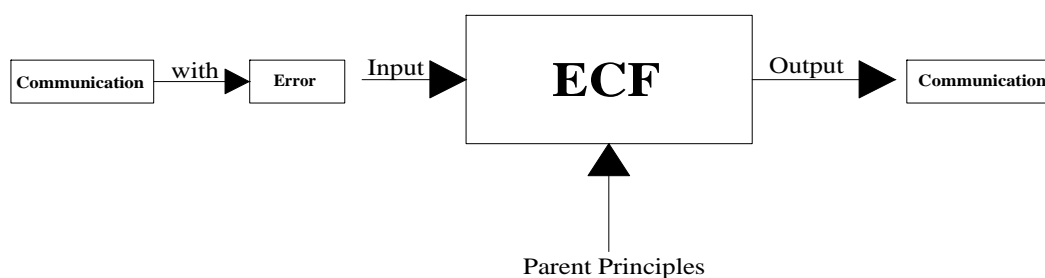 Communication
with
Error
Input
ECF
Output
Communication
Parent Principles